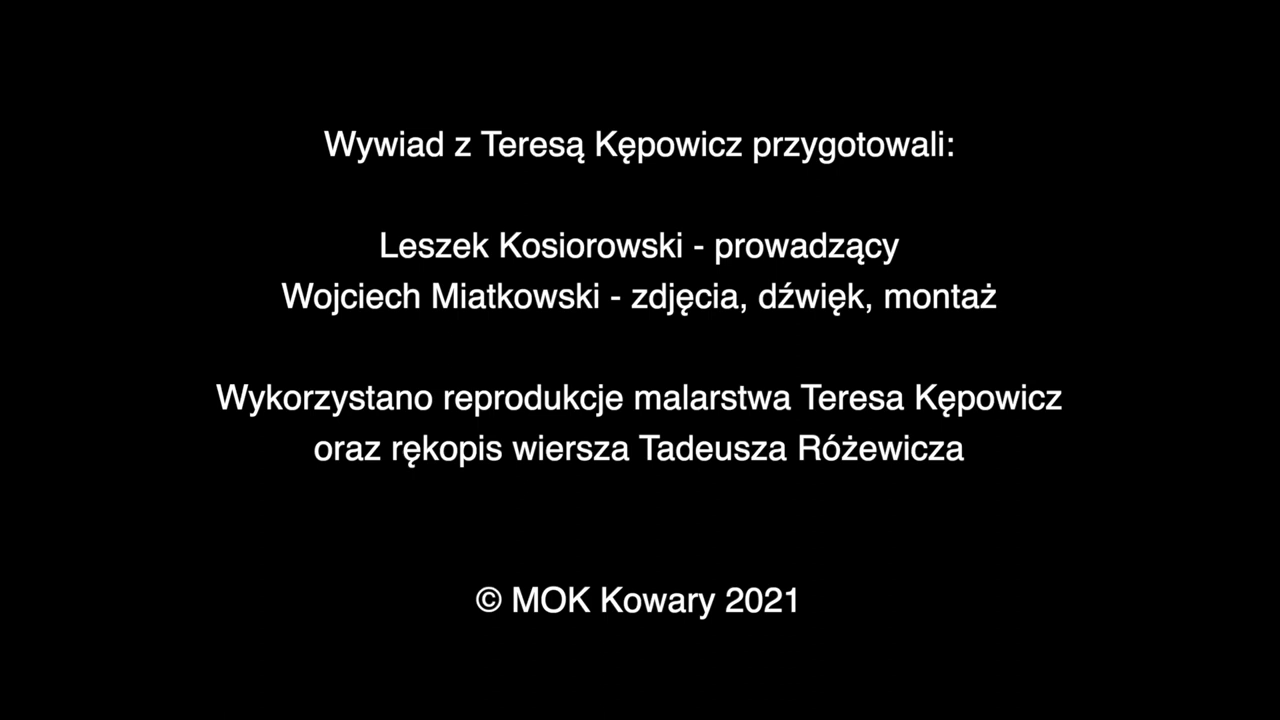 Wywiad z Teresą Kępowicz przygotowali:
Leszek Kosiorowski - prowadzący
Wojciech Miatkowski - zdjęcia, dźwięk, montaż
Wykorzystano reprodukcje malarstwa Teresa Kępowicz
oraz rękopis wiersza Tadeusza Różewicza
© MOK Kowary 2021